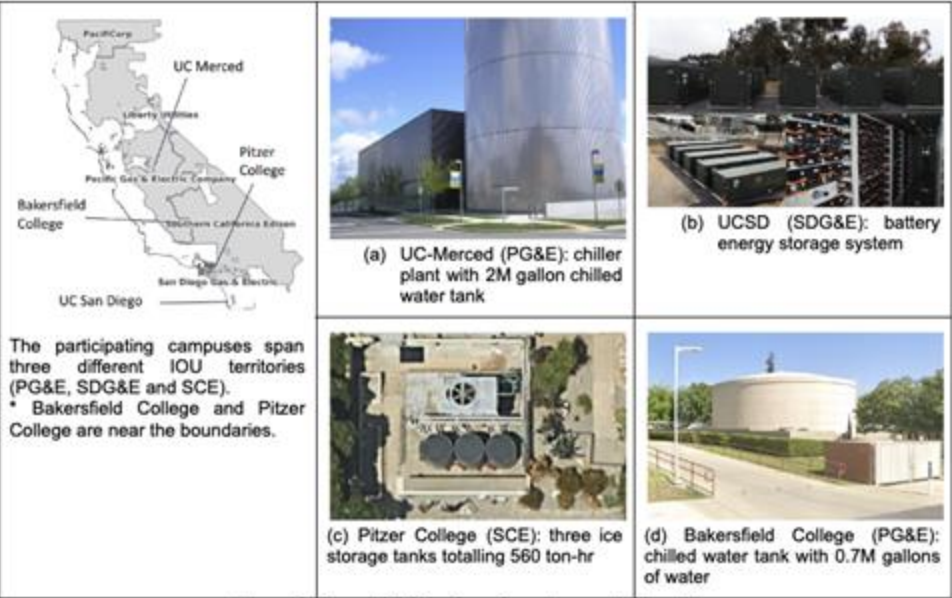 PacifiCorp
UC Merced
Liberty Utilities
Pitzer
College
Pacific Gas & Electric Company
Bakersfield
College
Southern California Edison
San Diego Gas & Electric
UC San Diego
The participating campuses span
three different IOU territories
(PG&E, SDG&E and SCE).
* Bakersfield College and Pitzer
College are near the boundaries.
(a) UC-Merced (PG&E): chiller
plant with 2M gallon chilled
water tank
(b) UCSD (SDG&E): battery
energy storage system
(c) Pitzer College (SCE): three ice
storage tanks totalling 560 ton-hr
(d) Bakersfield College (PG&E):
chilled water tank with 0.7M gallons
of water